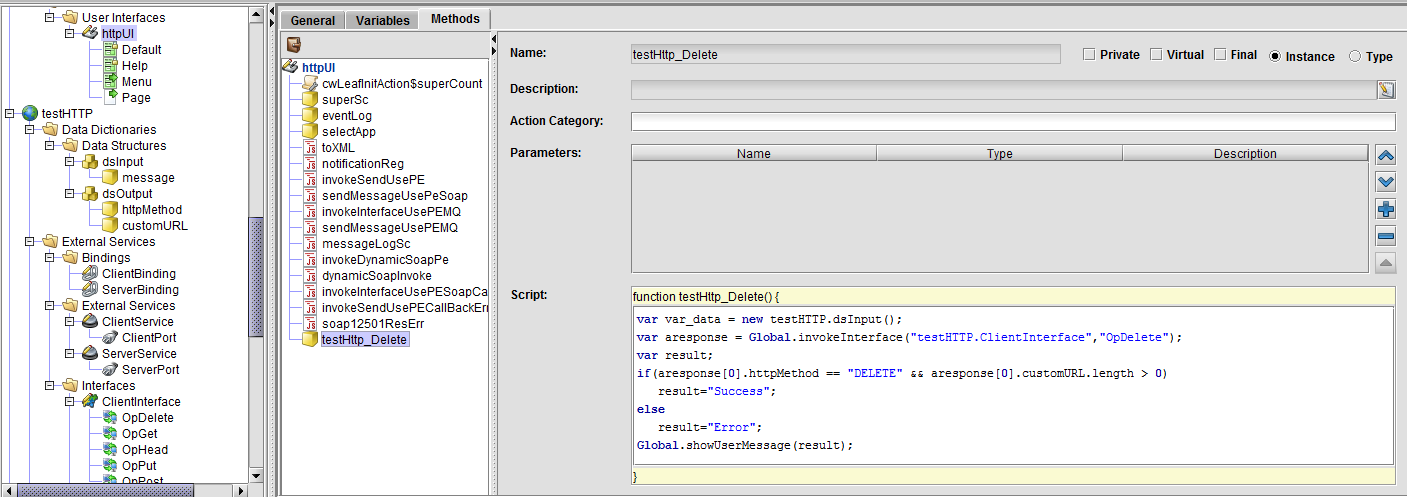 User Interfaces
httpUI
Default
Help
Menu
Page
testHTTP
Data Dictionaries
Data Structures
dsInput
message
dsOutput
httpMethod
customURL
External Services
Bindings
ClientBinding
ServerBinding
External Services
ClientService
ClientPort
ServerService
ServerPort
Interfaces
ClientInterface
OpDelete
OpGet
OpHead
OpPut
OpPost
General Variables Methods
httpUI
cwLeafInifAction$superCount
superSc
eventLog
selectApp
toXML
notificationReg
invokeSendUsePE
sendMessageUsePeSoap
invokeInterfaceUsePEMQ
sendMessageUsePEMQ
messageLogSc
invokeDynamicSoapPe
dynamicSoapInvoke
invokeInterfaceUsePESoapCa
invokeSendUsePECallBackErr
soap12501ResErr
testHttp_Delete
Name: testHttp_Delete Private Virtual Final Instance Type
Description:
Action Category:
Parameters: Name Type Description
Script: function testHttp_Delete() {
var var_data = new testHTTP.dsInput();
var aresponse = Global.invokeInterface("testHTTP.ClientInterface","OpDelete");
var result;
if(aresponse[0].httpMethod == "DELETE" && aresponse[0].customURL.length > 0)
result="Success";
else
result="Error";
Global.showUserMessage(result);
}